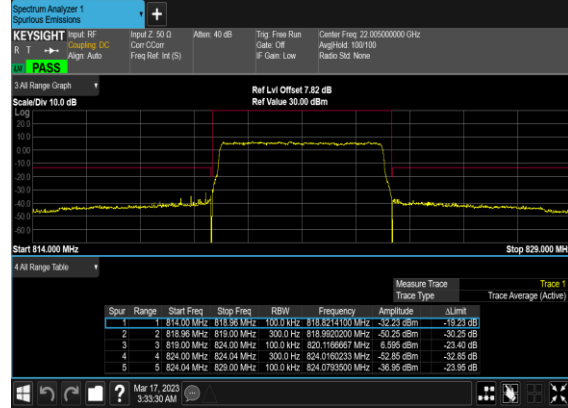 Spectrum Analyzer 1
Spurious Emissions
+
KEYSIGHT Input: RF Input Z: 50 Ω Atten: 40 dB Trig: Free Run Center Freq: 22.005000000 GHz
R T Coupling: DC Corr CCorr Gate: Off Avg|Hold: 100/100
Align: Auto Freq Ref: Int (S) IF Gain: Low Radio Std: None
LW PASS
3 All Range Graph
Ref Lvl Offset 7.82 dB
Scale/Div 10.0 dB Ref Value 30.00 dBm
Log
20.0
10.0
0.00
-10.0
-20.0
-30.0
-40.0
-50.0
-60.0
Start 814.000 MHz Stop 829.000 MH
4 All Range Table
Measure Trace Trace 1
Trace Type Trace Average (Active)
Spur Range Start Freq Stop Freq RBW Frequency Amplitude ΔLimit
1 1 814.00 MHz 818.96 MHz 100.0 kHz 818.8214100 MHz -32.23 dBm -19.23 dB
2 2 818.96 MHz 819.00 MHz 300.0 Hz 818.9920000 MHz -50.25 dBm -30.25 dB
3 3 819.00 MHz 824.00 MHz 100.0 kHz 820.1166667 MHz 6.595 dBm -23.40 dB
4 4 824.00 MHz 824.04 MHz 300.0 Hz 824.0160233 MHz -52.85 dBm -32.85 dB
5 5 824.04 MHz 829.00 MHz 100.0 kHz 824.0793500 MHz -36.95 dBm -23.95 dB
? Mar 17, 2023
3:33:30 AM